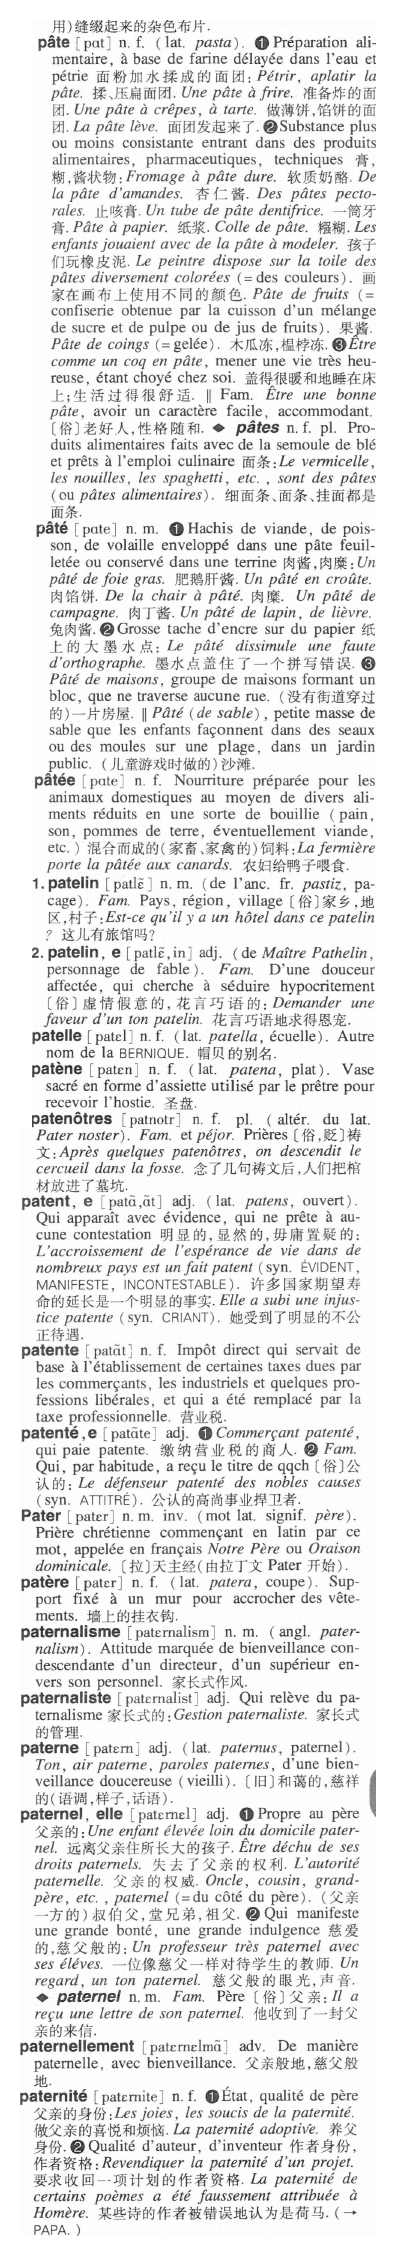 用)缝缀起来的杂色布片.
pâte [pɑt] n. f. (lat. pasta). ❶ Préparation ali-
mentaire, à base de farine délayée dans l'eau et
pétrie 面粉加水揉成的面团: Pétrir, aplatir la
pâte. 揉、压扁面团. Une pâte à frire. 准备炸的面
团. Une pâte à crêpes, à tarte. 做薄饼,馅饼的面
团. La pâte lève. 面团发起来了. ❷ Substance plus
ou moins consistante entrant dans des produits
alimentaires, pharmaceutiques, techniques 膏,
糊,酱状物: Fromage à pâte dure. 软质奶酪. De
la pâte d'amandes. 杏仁酱. Des pâtes pecto-
rales. 止咳膏. Un tube de pâte dentifrice. 一筒牙
膏. Pâte à papier. 纸浆. Colle de pâte. 糨糊. Les
enfants jouaient avec de la pâte à modeler. 孩子
们玩橡皮泥. Le peintre dispose sur la toile des
pâtes diversement colorées (= des couleurs). 画
家在画布上使用不同的颜色. Pâte de fruits (=
confiserie obtenue par la cuisson d'un mélange
de sucre et de pulpe ou de jus de fruits). 果酱.
Pâte de coings (= gelée). 木瓜冻,榅桲冻. ❸ Être
comme un coq en pâte, mener une vie très heu-
reuse, étant choyé chez soi. 盖得很暖和地睡在床
上;生活过得很舒适. ‖ Fam. Être une bonne
pâte, avoir un caractère facile, accommodant.
〔俗〕老好人,性格随和. ◆ pâtes n. f. pl. Pro-
duits alimentaires faits avec de la semoule de blé
et prêts à l'emploi culinaire 面条: Le vermicelle,
les nouilles, les spaghetti, etc. , sont des pâtes
(ou pâtes alimentaires). 细面条、面条、挂面都是
面条.
pâté [pɑte] n. m. ❶ Hachis de viande, de pois-
son, de volaille enveloppé dans une pâte feuil-
letée ou conservé dans une terrine 肉酱,肉糜: Un
pâté de foie gras. 肥鹅肝酱. Un pâté en croûte.
肉馅饼. De la chair à pâté. 肉糜. Un pâté de
campagne. 肉丁酱. Un pâté de lapin, de lièvre.
兔肉酱. ❷ Grosse tache d'encre sur du papier 纸
上的大墨水点: Le pâté dissimule une faute
d'orthographe. 墨水点盖住了一个拼写错误. ❸
Pâté de maisons, groupe de maisons formant un
bloc, que ne traverse aucune rue. (没有街道穿过
的)一片房屋. ‖ Pâté (de sable), petite masse de
sable que les enfants façonnent dans des seaux
ou des moules sur une plage, dans un jardin
public. (儿童游戏时做的)沙滩.
pâtée [pɑte] n. f. Nourriture préparée pour les
animaux domestiques au moyen de divers ali-
ments réduits en une sorte de bouillie (pain,
son, pommes de terre, éventuellement viande,
etc. ) 混合而成的(家畜、家禽的)饲料: La fermière
porte la pâtée aux canards. 农妇给鸭子喂食.
1. patelin [patlɛ̃] n. m. (de l'anc. fr. pastiz, pa-
cage). Fam. Pays, région, village〔俗〕家乡,地
区,村子: Est-ce qu'il y a un hôtel dans ce patelin
? 这儿有旅馆吗?
2. patelin, e [patlɛ̃, in] adj. (de Maître Pathelin,
personnage de fable). Fam. D'une douceur
affectée, qui cherche à séduire hypocritement
〔俗〕虚情假意的,花言巧语的: Demander une
faveur d'un ton patelin. 花言巧语地求得恩宠.
patelle [patɛl] n. f. (lat. patella, écuelle). Autre
nom de la BERNIQUE. 帽贝的别名.
patène [patɛn] n. f. (lat. patena, plat). Vase
sacré en forme d'assiette utilisé par le prêtre pour
recevoir l'hostie. 圣盘.
patenôtres [patnotr] n. f. pl. (altér. du lat.
Pater noster). Fam. et péjor. Prières〔俗,贬〕祷
文: Après quelques patenôtres, on descendit le
cercueil dans la fosse. 念了几句祷文后,人们把棺
材放进了墓坑.
patent, e [patɑ̃, ɑ̃t] adj. (lat. patens, ouvert).
Qui apparaît avec évidence, qui ne prête à au-
cune contestation 明显的,显然的,毋庸置疑的:
L'accroissement de l'espérance de vie dans de
nombreux pays est un fait patent (syn. ÉVIDENT,
MANIFESTE, INCONTESTABLE). 许多国家期望寿
命的延长是一个明显的事实. Elle a subi une injus-
tice patente (syn. CRIANT). 她受到了明显的不公
正待遇.
patente [patɑ̃t] n. f. Impôt direct qui servait de
base à l'établissement de certaines taxes dues par
les commerçants, les industriels et quelques pro-
fessions libérales, et qui a été remplacé par la
taxe professionnelle. 营业税.
patenté, e [patɑ̃te] adj. ❶ Commerçant patenté,
qui paie patente. 缴纳营业税的商人. ❷ Fam.
Qui, par habitude, a reçu le titre de qqch〔俗〕公
认的: Le défenseur patenté des nobles causes
(syn. ATTITRÉ). 公认的高尚事业捍卫者.
Pater [patɛr] n. m. inv. (mot lat. signif. père).
Prière chrétienne commençant en latin par ce
mot, appelée en français Notre Père ou Oraison
dominicale.〔拉〕天主经(由拉丁文 Pater 开始).
patère [patɛr] n. f. (lat. patera, coupe). Sup-
port fixé à un mur pour accrocher des vête-
ments. 墙上的挂衣钩.
paternalisme [patɛrnalism] n. m. (angl. pater-
nalism). Attitude marquée de bienveillance con-
descendante d'un directeur, d'un supérieur en-
vers son personnel. 家长式作风.
paternaliste [patɛrnalist] adj. Qui relève du pa-
ternalisme 家长式的: Gestion paternaliste. 家长式
的管理.
paterne [patɛrn] adj. (lat. paternus, paternel).
Ton, air paterne, paroles paternes, d'une bien-
veillance doucereuse (vieilli).〔旧〕和蔼的,慈祥
的(语调,样子,话语).
paternel, elle [patɛrnɛl] adj. ❶ Propre au père
父亲的: Une enfant élevée loin du domicile pater-
nel. 远离父亲住所长大的孩子. Être déchu de ses
droits paternels. 失去了父亲的权利. L'autorité
paternelle. 父亲的权威. Oncle, cousin, grand-
père, etc. , paternel (= du côté du père). (父亲
一方的)叔伯父,堂兄弟,祖父. ❷ Qui manifeste
une grande bonté, une grande indulgence 慈爱
的,慈父般的: Un professeur très paternel avec
ses élèves. 一位像慈父一样对待学生的教师. Un
regard, un ton paternel. 慈父般的眼光,声音.
◆ paternel n. m. Fam. Père〔俗〕父亲: Il a
reçu une lettre de son paternel. 他收到了一封父
亲的来信.
paternellement [patɛrnɛlmɑ̃] adv. De manière
paternelle, avec bienveillance. 父亲般地,慈父般
地.
paternité [patɛrnite] n. f. ❶ État, qualité de père
父亲的身份: Les joies, les soucis de la paternité.
做父亲的喜悦和烦恼. La paternité adoptive. 养父
身份. ❷ Qualité d'auteur, d'inventeur 作者身份,
作者资格: Revendiquer la paternité d'un projet.
要求收回一项计划的作者资格. La paternité de
certains poèmes a été faussement attribuée à
Homère. 某些诗的作者被错误地认为是荷马. (→
PAPA. )